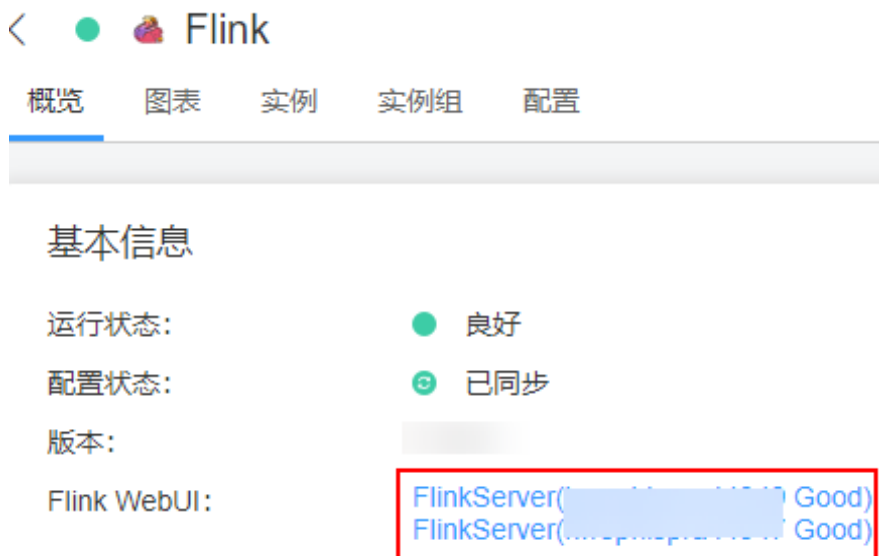 Flink
概览 图表 实例 实例组 配置
基本信息
运行状态: 良好
配置状态: 已同步
版本:
Flink WebUI: FlinkServer( Good)
FlinkServer( Good)